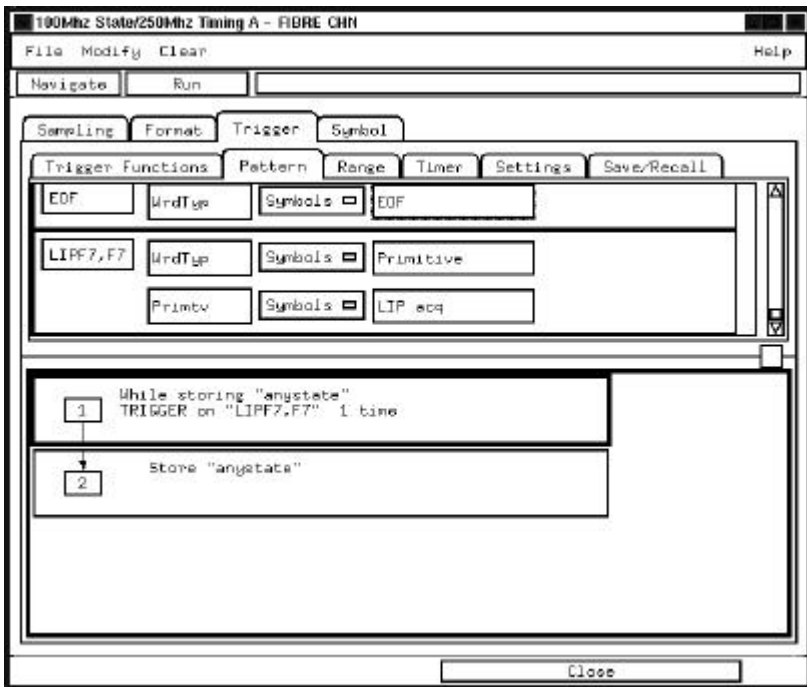 100Mhz State/250Mhz Timing A - FIBRE CHN
File Modify Clear Help
Navigate Run
Sampling Format Trigger Symbol
Trigger Functions Pattern Range Timer Settings Save/Recall
EOF WrdTyp Symbols EOF
LIPF7,F7 WrdTyp Symbols Primitive
Primtv Symbols LIP acq
While storing "anystate"
1 TRIGGER on "LIPF7,F7" 1 time
2 Store "anystate"
Close